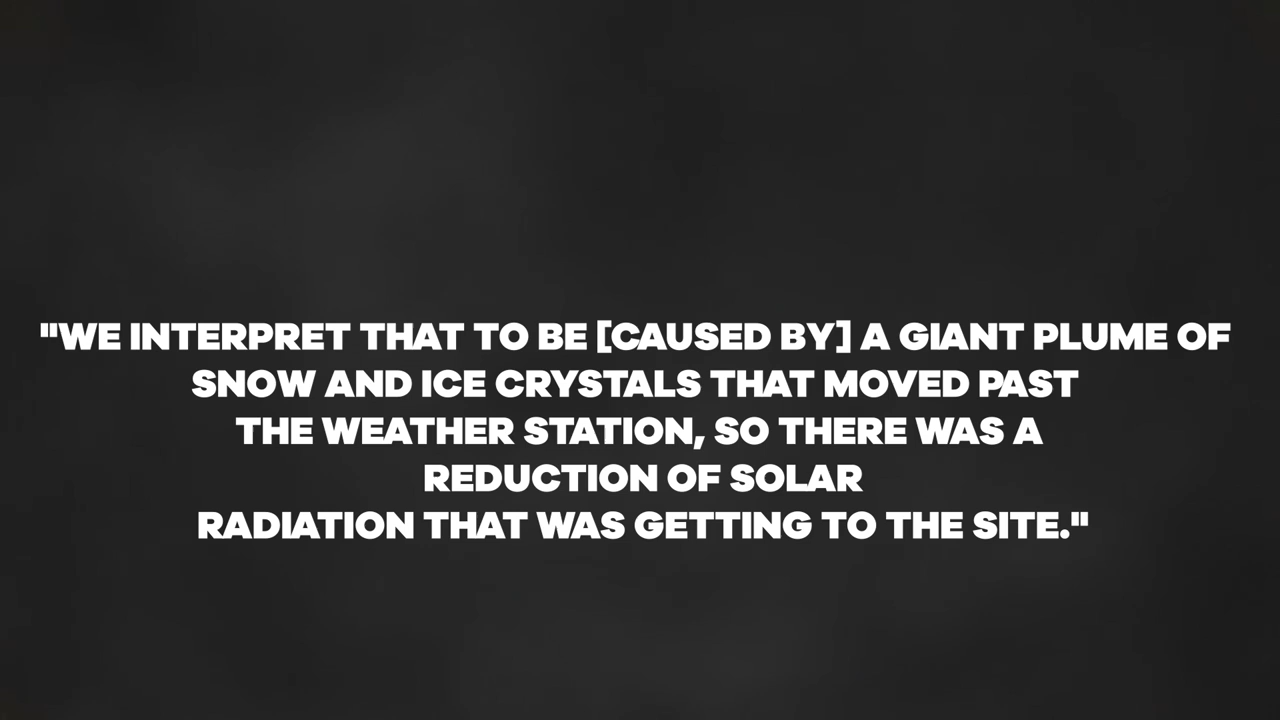 "WE INTERPRET THAT TO BE [CAUSED BY] A GIANT PLUME OF
SNOW AND ICE CRYSTALS THAT MOVED PAST
THE WEATHER STATION, SO THERE WAS A
REDUCTION OF SOLAR
RADIATION THAT WAS GETTING TO THE SITE."